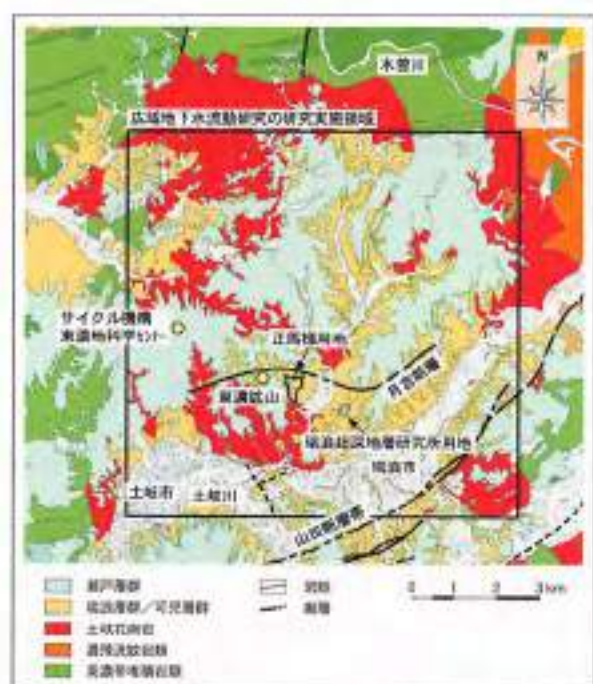 木曽川
N
広域地下水流動研究の研究実施領域
サイクル機構
東濃地科学センター
正馬様用地
月吉断層
東濃鉱山
瑞浪超深地層研究所用地
瑞浪市
土岐市
土岐川
山田断層帯
瀬戸層群
瑞浪層群/可児層群
土岐花崗岩
濃飛流紋岩類
美濃帯堆積岩類
断層
0 1 2 3km